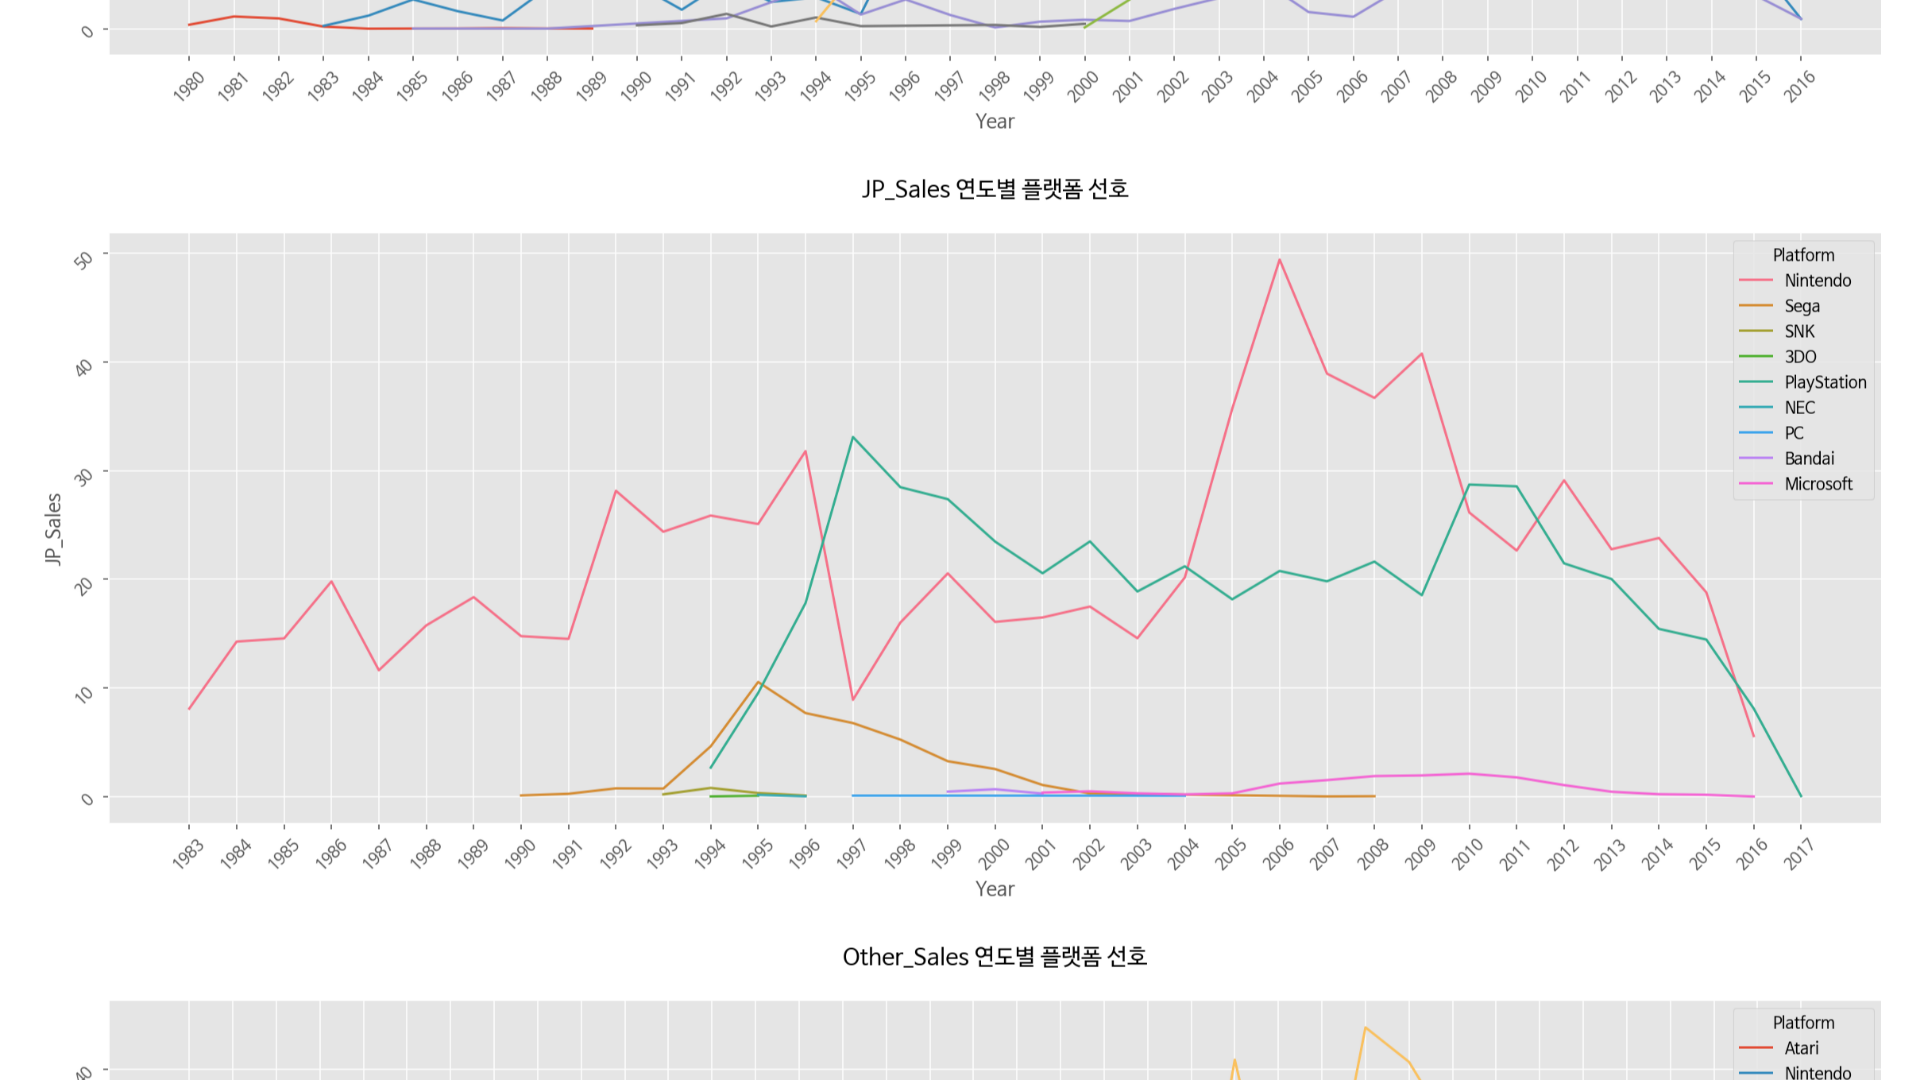 0
1980 1981 1982 1983 1984 1985 1986 1987 1988 1989 1990 1991 1992 1993 1994 1995 1996 1997 1998 1999 2000 2001 2002 2003 2004 2005 2006 2007 2008 2009 2010 2011 2012 2013 2014 2015 2016
Year
JP_Sales 연도별 플랫폼 선호
50
40
30
20
10
0
JP_Sales
Platform
Nintendo
Sega
SNK
3DO
PlayStation
NEC
PC
Bandai
Microsoft
1983 1984 1985 1986 1987 1988 1989 1990 1991 1992 1993 1994 1995 1996 1997 1998 1999 2000 2001 2002 2003 2004 2005 2006 2007 2008 2009 2010 2011 2012 2013 2014 2015 2016 2017
Year
Other_Sales 연도별 플랫폼 선호
40
Platform
Atari
Nintendo